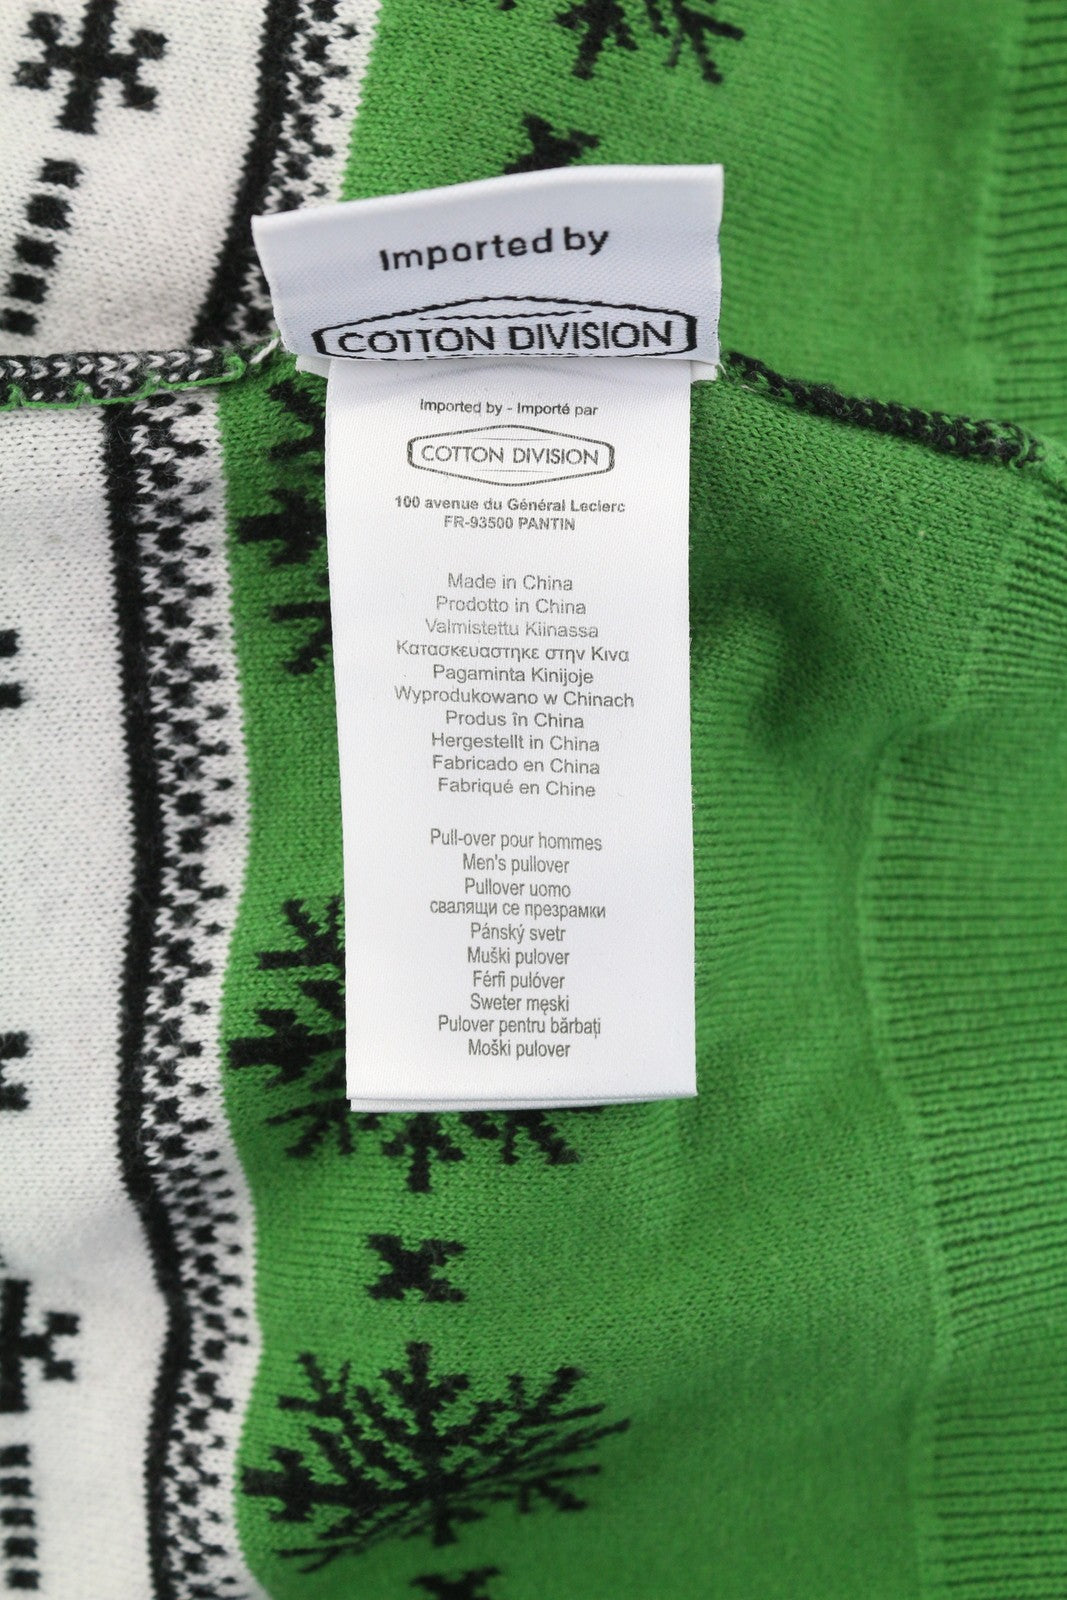 Imported by
COTTON DIVISION
Imported by - Importé par
COTTON DIVISION
100 avenue du Général Leclerc
FR-93500 PANTIN
Made in China
Prodotto in China
Valmistettu Kiinassa
Κατασκευαστηκε στην Κινα
Pagaminta Kinijoje
Wyprodukowano w Chinach
Produs în China
Hergestellt in China
Fabricado en China
Fabriqué en Chine
Pull-over pour hommes
Men's pullover
Pullover uomo
свалящи се презрамки
Pánský svetr
Muški pulover
Férfi pulóver
Sweter męski
Pulover pentru bărbați
Moški pulover